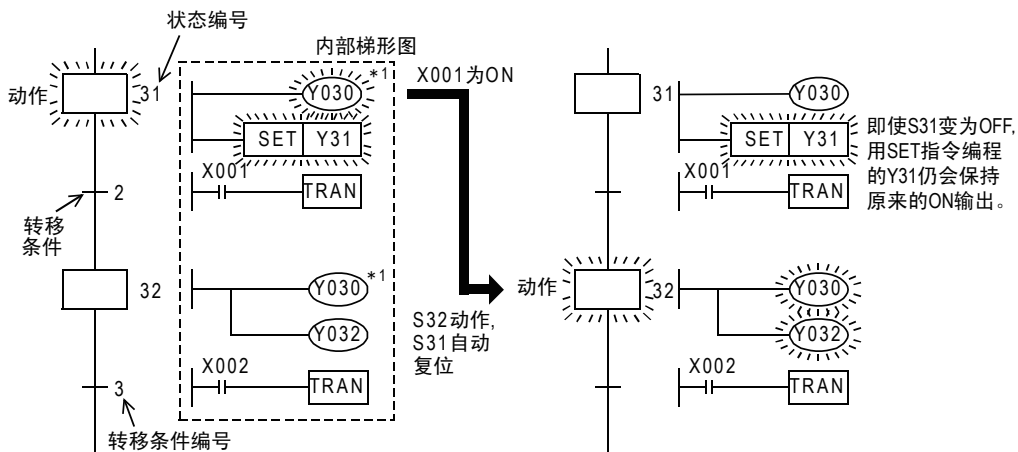 状态编号
内部梯形图
动作
31
Y030
*1
SET Y31
X001
TRAN
2
转移
条件
32
Y030
*1
Y032
X002
TRAN
3
转移条件编号
X001为ON
S32动作,
S31自动
复位
31
Y030
SET Y31
X001
TRAN
即使S31变为OFF,
用SET指令编程
的Y31仍会保持
原来的ON输出。
动作
32
Y030
Y032
X002
TRAN